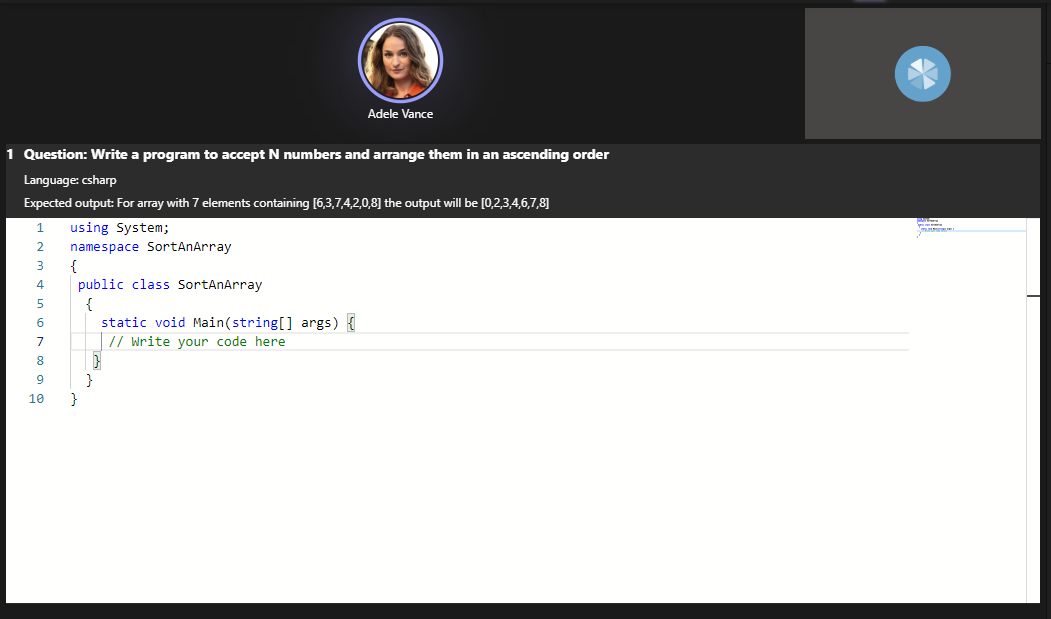 Adele Vance
1 Question: Write a program to accept N numbers and arrange them in an ascending order
Language: csharp
Expected output: For array with 7 elements containing [6,3,7,4,2,0,8] the output will be [0,2,3,4,6,7,8]
1 using System;
2 namespace SortAnArray
3 {
4 public class SortAnArray
5 {
6 static void Main(string[] args) {
7 // Write your code here
8 }
9 }
10 }